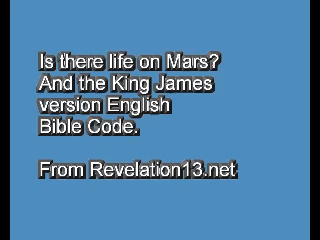 Is there life on Mars?
And the King James
version English
Bible Code.
From Revelation13.net